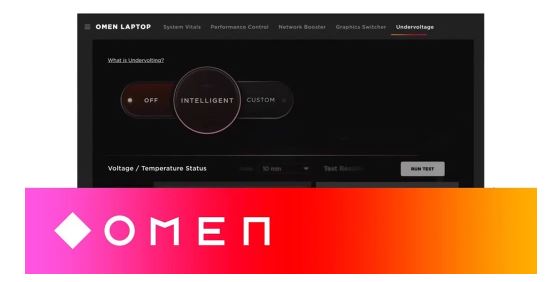 OMEN LAPTOP System Vitals Performance Control Network Booster Graphics Switcher Undervoltage
What is Undervolting?
OFF INTELLIGENT CUSTOM
Voltage / Temperature Status 10 min Test Results RUN TEST
OMEN